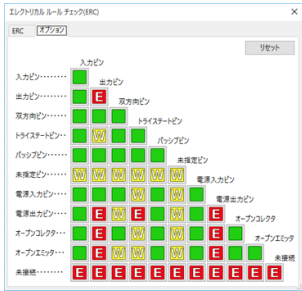 エレクトリカル ルール チェック(ERC)
ERC オプション
リセット
入力ピン
入力ピン········
出力ピン
出力ピン········ E
双方向ピン
双方向ピン······
トライステートピン
トライステートピン·· W
パッシブピン
パッシブピン·····
未指定ピン
未指定ピン······ W W W W W W
電源入力ピン
電源入力ピン···· W W
電源出力ピン
電源出力ピン···· E W E W E
オープンコレクタ
オープンコレクタ··· E W W E
オープンエミッタ
オープンエミッタ··· E W W W E
未接続
未接続········ E E E E E E E E E E E